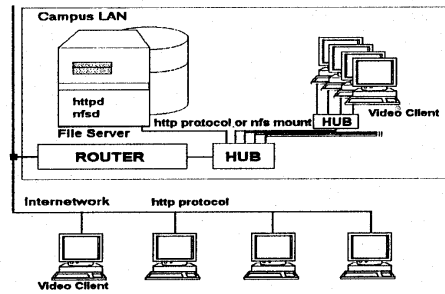 Campus LAN
httpd
nfsd
File Server
http protocol or nfs mount
HUB
Video Client
ROUTER
HUB
Internetwork
http protocol
Video Client